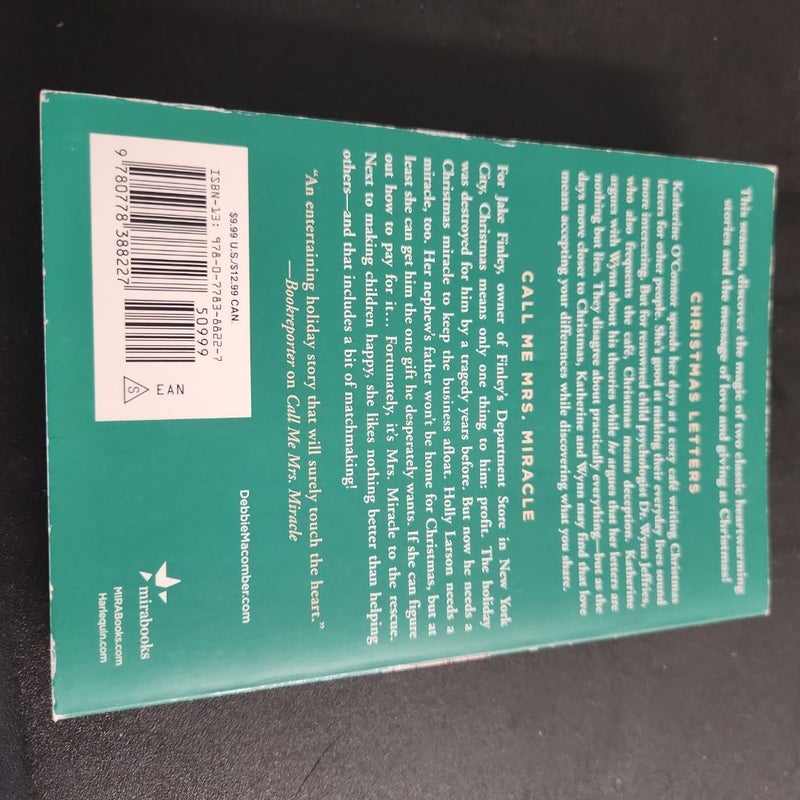 This season, discover the magic of two classic heartwarming
stories and the message of love and giving at Christmas!
CHRISTMAS LETTERS
Katherine O'Connor spends her days at a cozy café writing Christmas
letters for other people. She's good at making their everyday lives sound
more interesting. But for renowned child psychologist Dr. Wynn Jeffries,
who also frequents the café, Christmas means deception. Katherine
argues with Wynn about his theories while he argues that her letters are
nothing but lies. They disagree about practically everything—but as the
days move closer to Christmas, Katherine and Wynn may find that love
means accepting your differences while discovering what you share.
CALL ME MRS. MIRACLE
For Jake Finley, owner of Finley's Department Store in New York
City, Christmas means only one thing to him: profit. The holiday
was destroyed for him by a tragedy years before. But now he needs a
Christmas miracle to keep the business afloat. Holly Larson needs a
miracle, too. Her nephew's father won't be home for Christmas, but at
least she can get him the one gift he desperately wants. If she can figure
out how to pay for it... Fortunately, it's Mrs. Miracle to the rescue.
Next to making children happy, she likes nothing better than helping
others—and that includes a bit of matchmaking!
"An entertaining holiday story that will surely touch the heart."
—Bookreporter on Call Me Mrs. Miracle
$9.99 U.S./$12.99 CAN.
ISBN-13: 978-0-7783-8822-7
50999
9 780778 388227
EAN
S
DebbieMacomber.com
mirabooks
MIRABooks.com
Harlequin.com